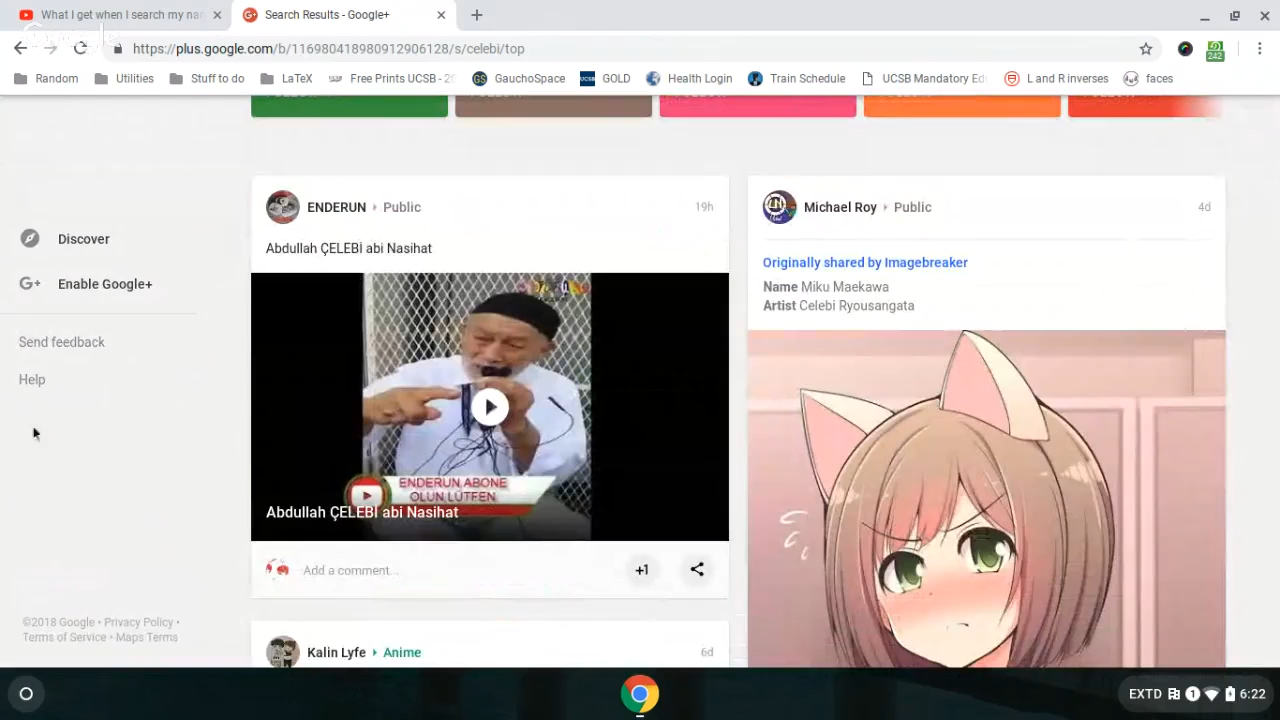 What I get when I search my nar
Search Results - Google+
https://plus.google.com/b/116980418980912906128/s/celebi/top
Random
Utilities
Stuff to do
LaTeX
Free Prints UCSB - 29
GauchoSpace
GOLD
Health Login
Train Schedule
UCSB Mandatory Ed
L and R inverses
faces
242
Discover
Enable Google+
Send feedback
Help
©2018 Google • Privacy Policy •
Terms of Service • Maps Terms
ENDERUN
Public
19h
Abdullah ÇELEBİ abi Nasihat
ENDERUN ABONE
OLUN LÜTFEN
Abdullah ÇELEBİ abi Nasihat
Add a comment...
+1
Kalin Lyfe
Anime
6d
Michael Roy
Public
4d
Originally shared by Imagebreaker
Name Miku Maekawa
Artist Celebi Ryousangata
EXTD
1
6:22